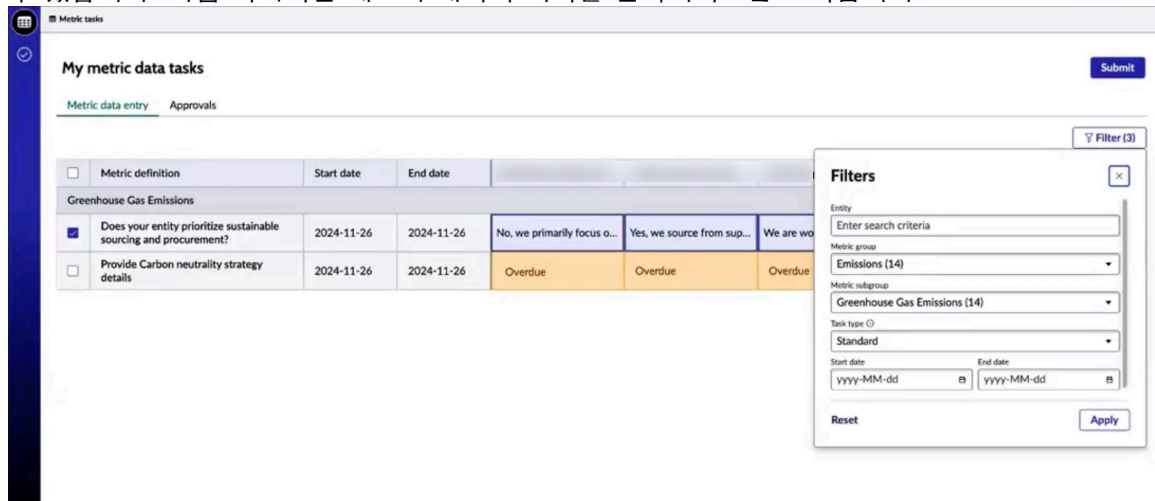 Metric tasks
My metric data tasks
Submit
Metric data entry Approvals
Filter (3)
Metric definition Start date End date
Greenhouse Gas Emissions
Does your entity prioritize sustainable
sourcing and procurement?
2024-11-26 2024-11-26 No, we primarily focus o... Yes, we source from sup... We are wo
Provide Carbon neutrality strategy
details
2024-11-26 2024-11-26 Overdue Overdue Overdue
Filters
Entity
Enter search criteria
Metric group
Emissions (14)
Metric subgroup
Greenhouse Gas Emissions (14)
Task type
Standard
Start date End date
yyyy-MM-dd yyyy-MM-dd
Reset Apply